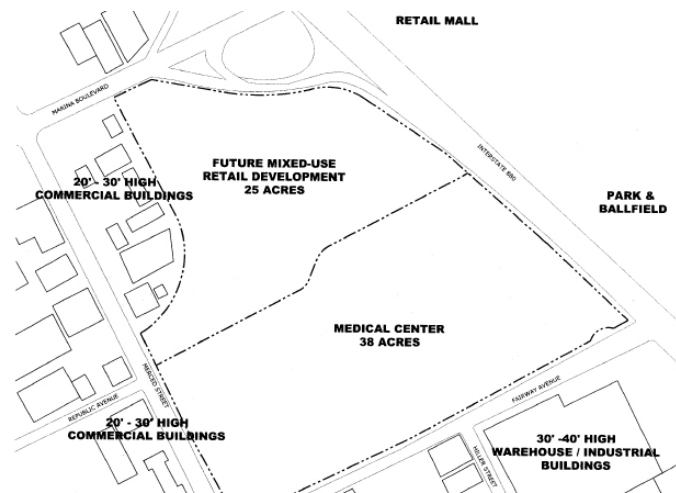 RETAIL MALL
MARINA BOULEVARD
INTERSTATE 880
FUTURE MIXED-USE
RETAIL DEVELOPMENT
25 ACRES
20' - 30' HIGH
COMMERCIAL BUILDINGS
PARK &
BALLFIELD
MEDICAL CENTER
38 ACRES
MERCED STREET
REPUBLIC AVENUE
FAIRWAY AVENUE
20' - 30' HIGH
COMMERCIAL BUILDINGS
30' -40' HIGH
WAREHOUSE / INDUSTRIAL
BUILDINGS
MILLER STREET